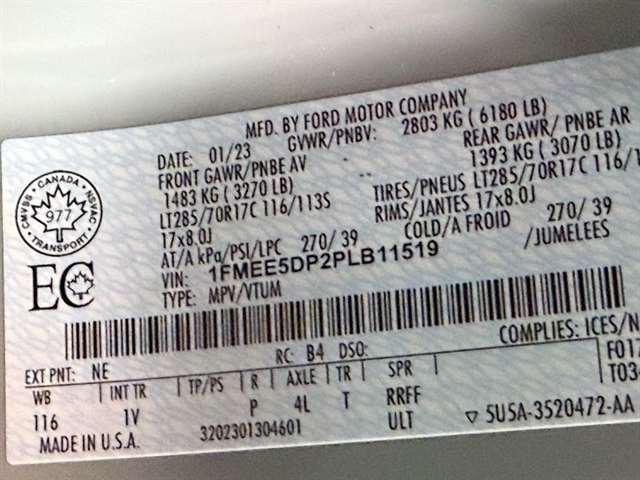 MFD. BY FORD MOTOR COMPANY
DATE: 01/23 GVWR/PNBV: 2803 KG ( 6180 LB)
FRONT GAWR/PNBE AV REAR GAWR/ PNBE AR
1483 KG ( 3270 LB) 1393 KG ( 3070 LB)
LT285/70R17C 116/113S TIRES/PNEUS LT285/70R17C 116/1
17x8.0J RIMS/JANTES 17x8.0J
AT/A kPa/PSI/LPC 270/ 39 COLD/A FROID 270/ 39
VIN: 1FMEE5DP2PLB11519 /JUMELEES
TYPE: MPV/VTUM
CMVSS · CANADA · NSVAC
977
· TRANSPORT ·
EC
COMPLIES: ICES/N
EXT PNT: NE RC: B4 DSO: F017
WB INT TR TP/PS R AXLE TR SPR T03
116 1V P 4L T RRFF
ULT
MADE IN U.S.A. 3202301304601 ▽ 5U5A-3520472-AA